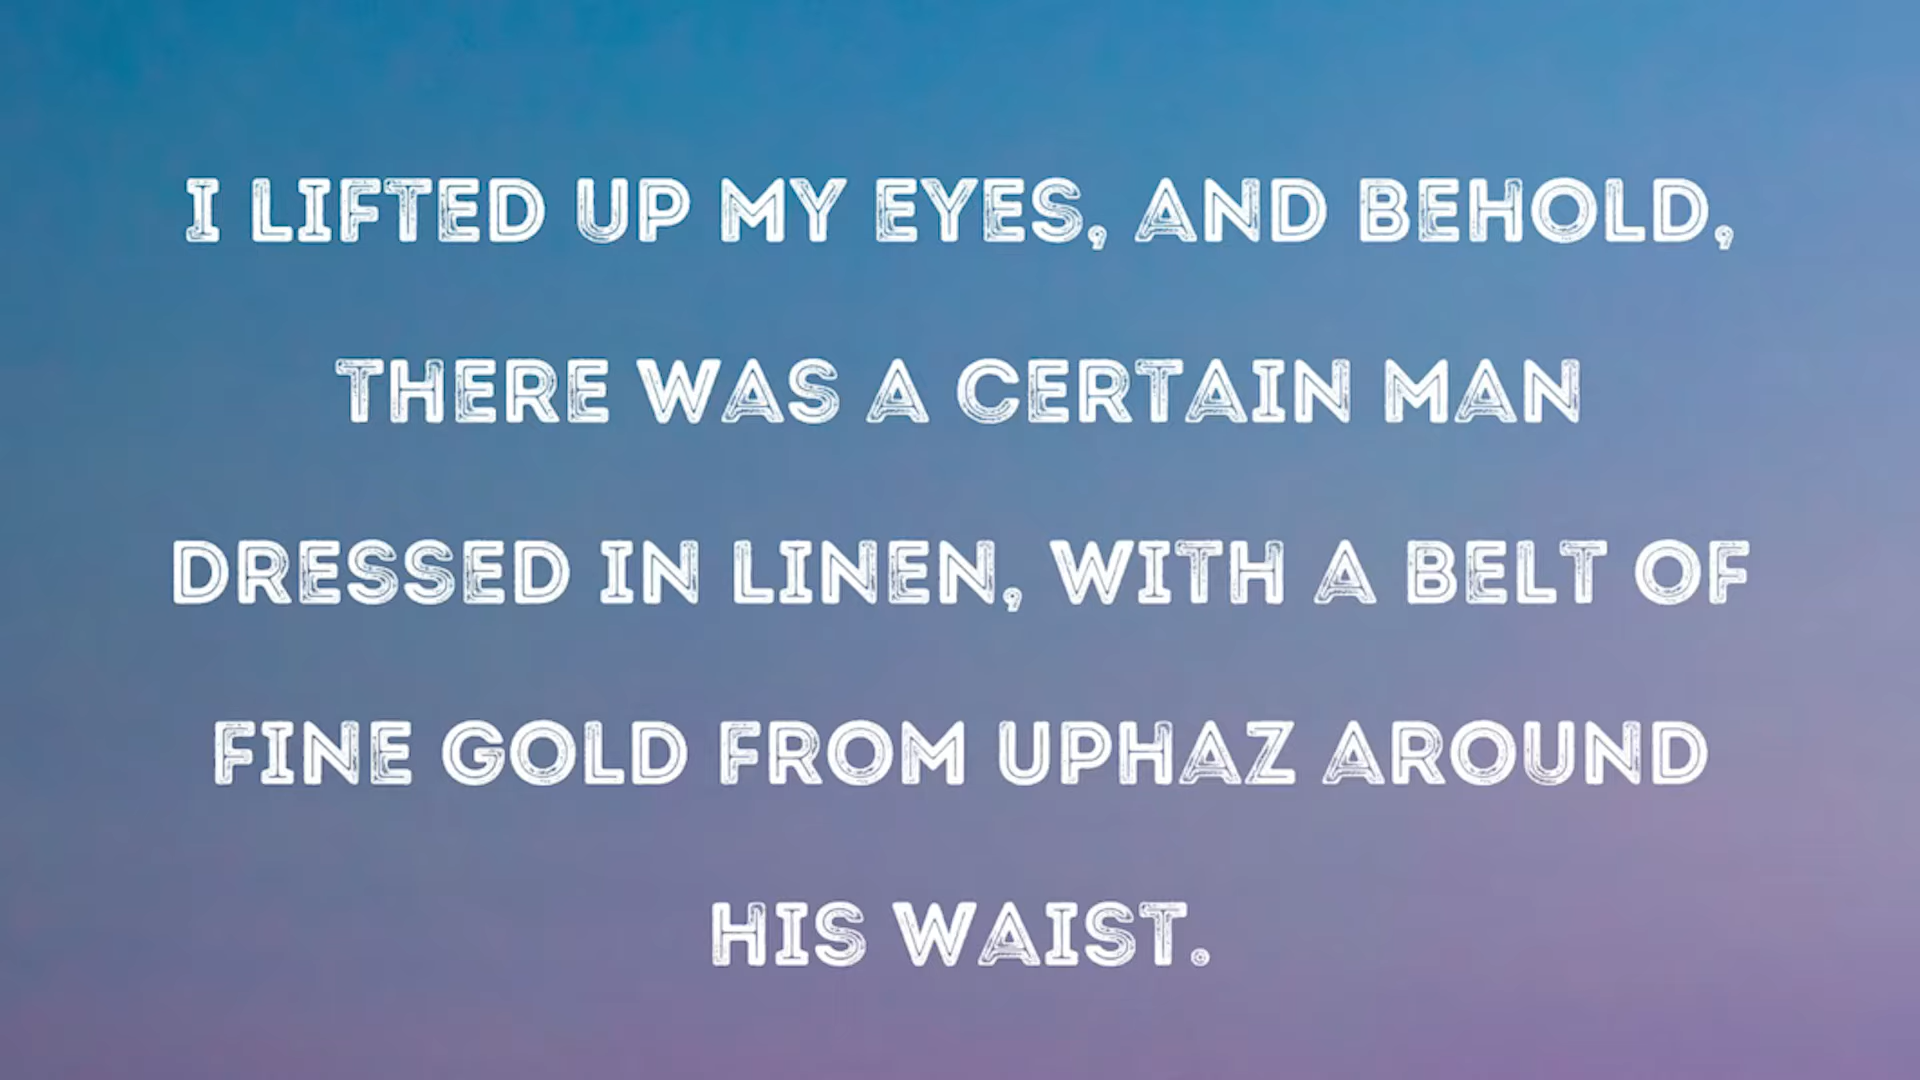 I LIFTED UP MY EYES, AND BEHOLD,
THERE WAS A CERTAIN MAN
DRESSED IN LINEN, WITH A BELT OF
FINE GOLD FROM UPHAZ AROUND
HIS WAIST.